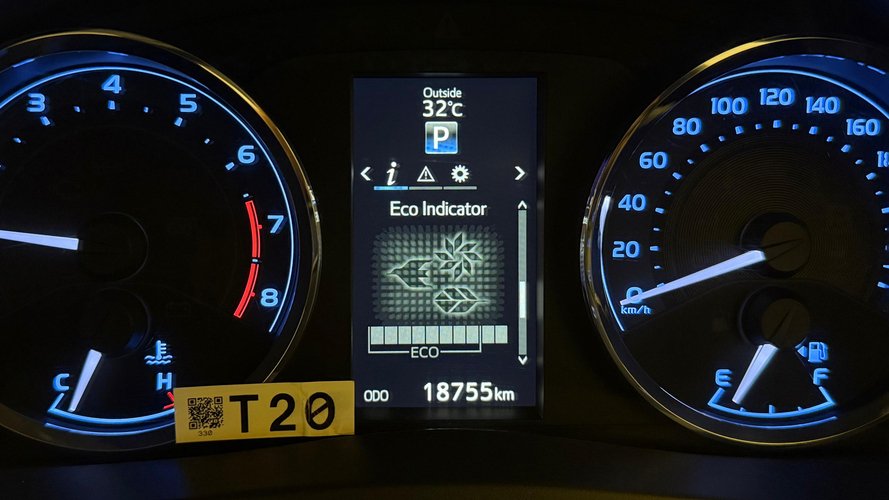 3
4
5
6
7
8
C
H
Outside
32°C
P
i
Eco Indicator
ECO
ODO 18755km
0
20
40
60
80
100
120
140
160
km/h
E
F
330
T20